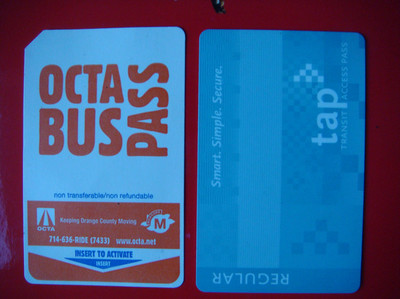 OCTA
BUS
PASS
non transferable/non refundable
OCTA
Keeping Orange County Moving
M
714-636-RIDE (7433) www.octa.net
INSERT TO ACTIVATE
INSERT
Smart. Simple. Secure.
tap
TRANSIT ACCESS PASS
REGULAR